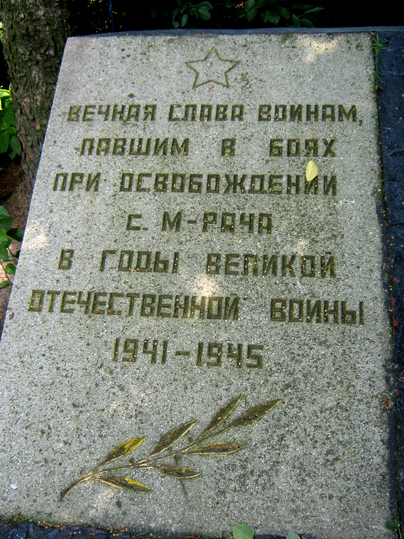 ВЕЧНАЯ СЛАВА ВОИНАМ,
ПАВШИМ В БОЯХ
ПРИ ОСВОБОЖДЕНИИ
С. М-РАЧА
В ГОДЫ ВЕЛИКОЙ
ОТЕЧЕСТВЕННОЙ ВОЙНЫ
1941-1945